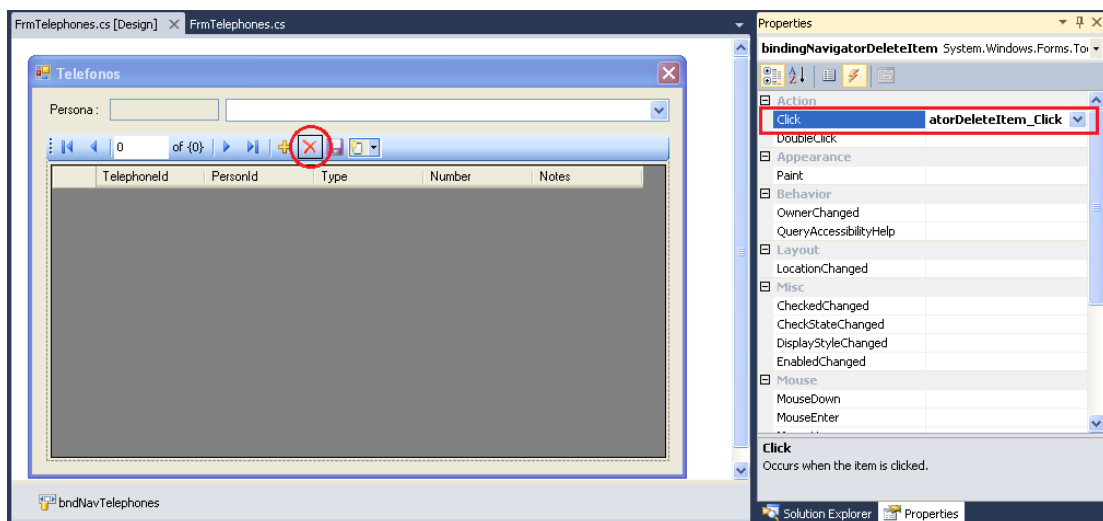 FrmTelephones.cs [Design] FrmTelephones.cs
Telefonos
Persona :
0 of {0}
TelephoneId PersonId Type Number Notes
bndNavTelephones
Properties
bindingNavigatorDeleteItem System.Windows.Forms.To
Action
Click atorDeleteItem_Click
DoubleClick
Appearance
Paint
Behavior
OwnerChanged
QueryAccessibilityHelp
Layout
LocationChanged
Misc
CheckedChanged
CheckStateChanged
DisplayStyleChanged
EnabledChanged
Mouse
MouseDown
MouseEnter
Click
Occurs when the item is clicked.
Solution Explorer Properties